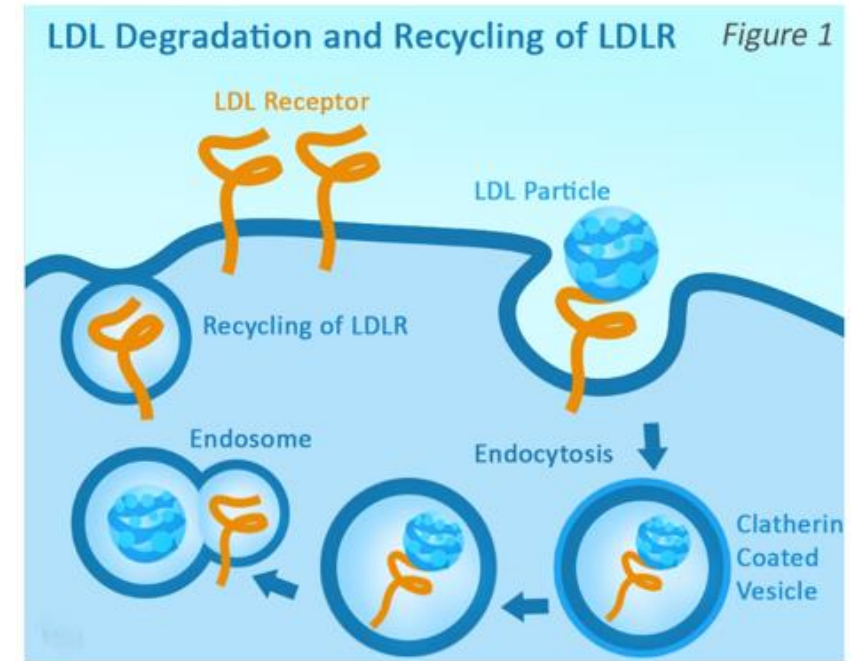 LDL Degradation and Recycling of LDLR
Figure 1
LDL Receptor
LDL Particle
Recycling of LDLR
Endosome
Endocytosis
Clatherin
Coated
Vesicle